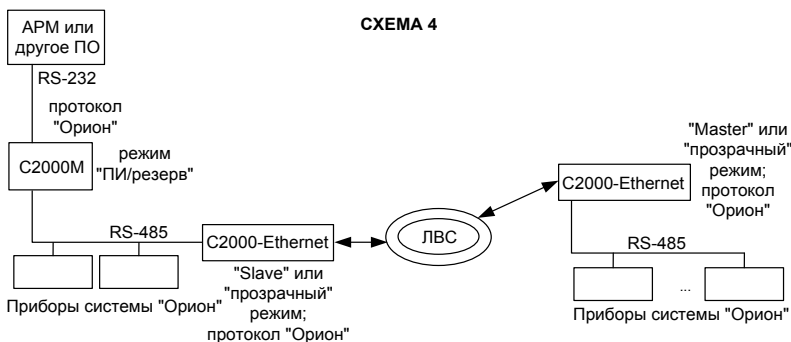 СХЕМА 4
АРМ или
другое ПО
RS-232
протокол
"Орион"
С2000М
режим
"ПИ/резерв"
RS-485
С2000-Ethernet
"Slave" или
"прозрачный"
режим;
протокол "Орион"
Приборы системы "Орион"
ЛВС
"Master" или
"прозрачный"
режим;
протокол
"Орион"
С2000-Ethernet
RS-485
...
Приборы системы "Орион"